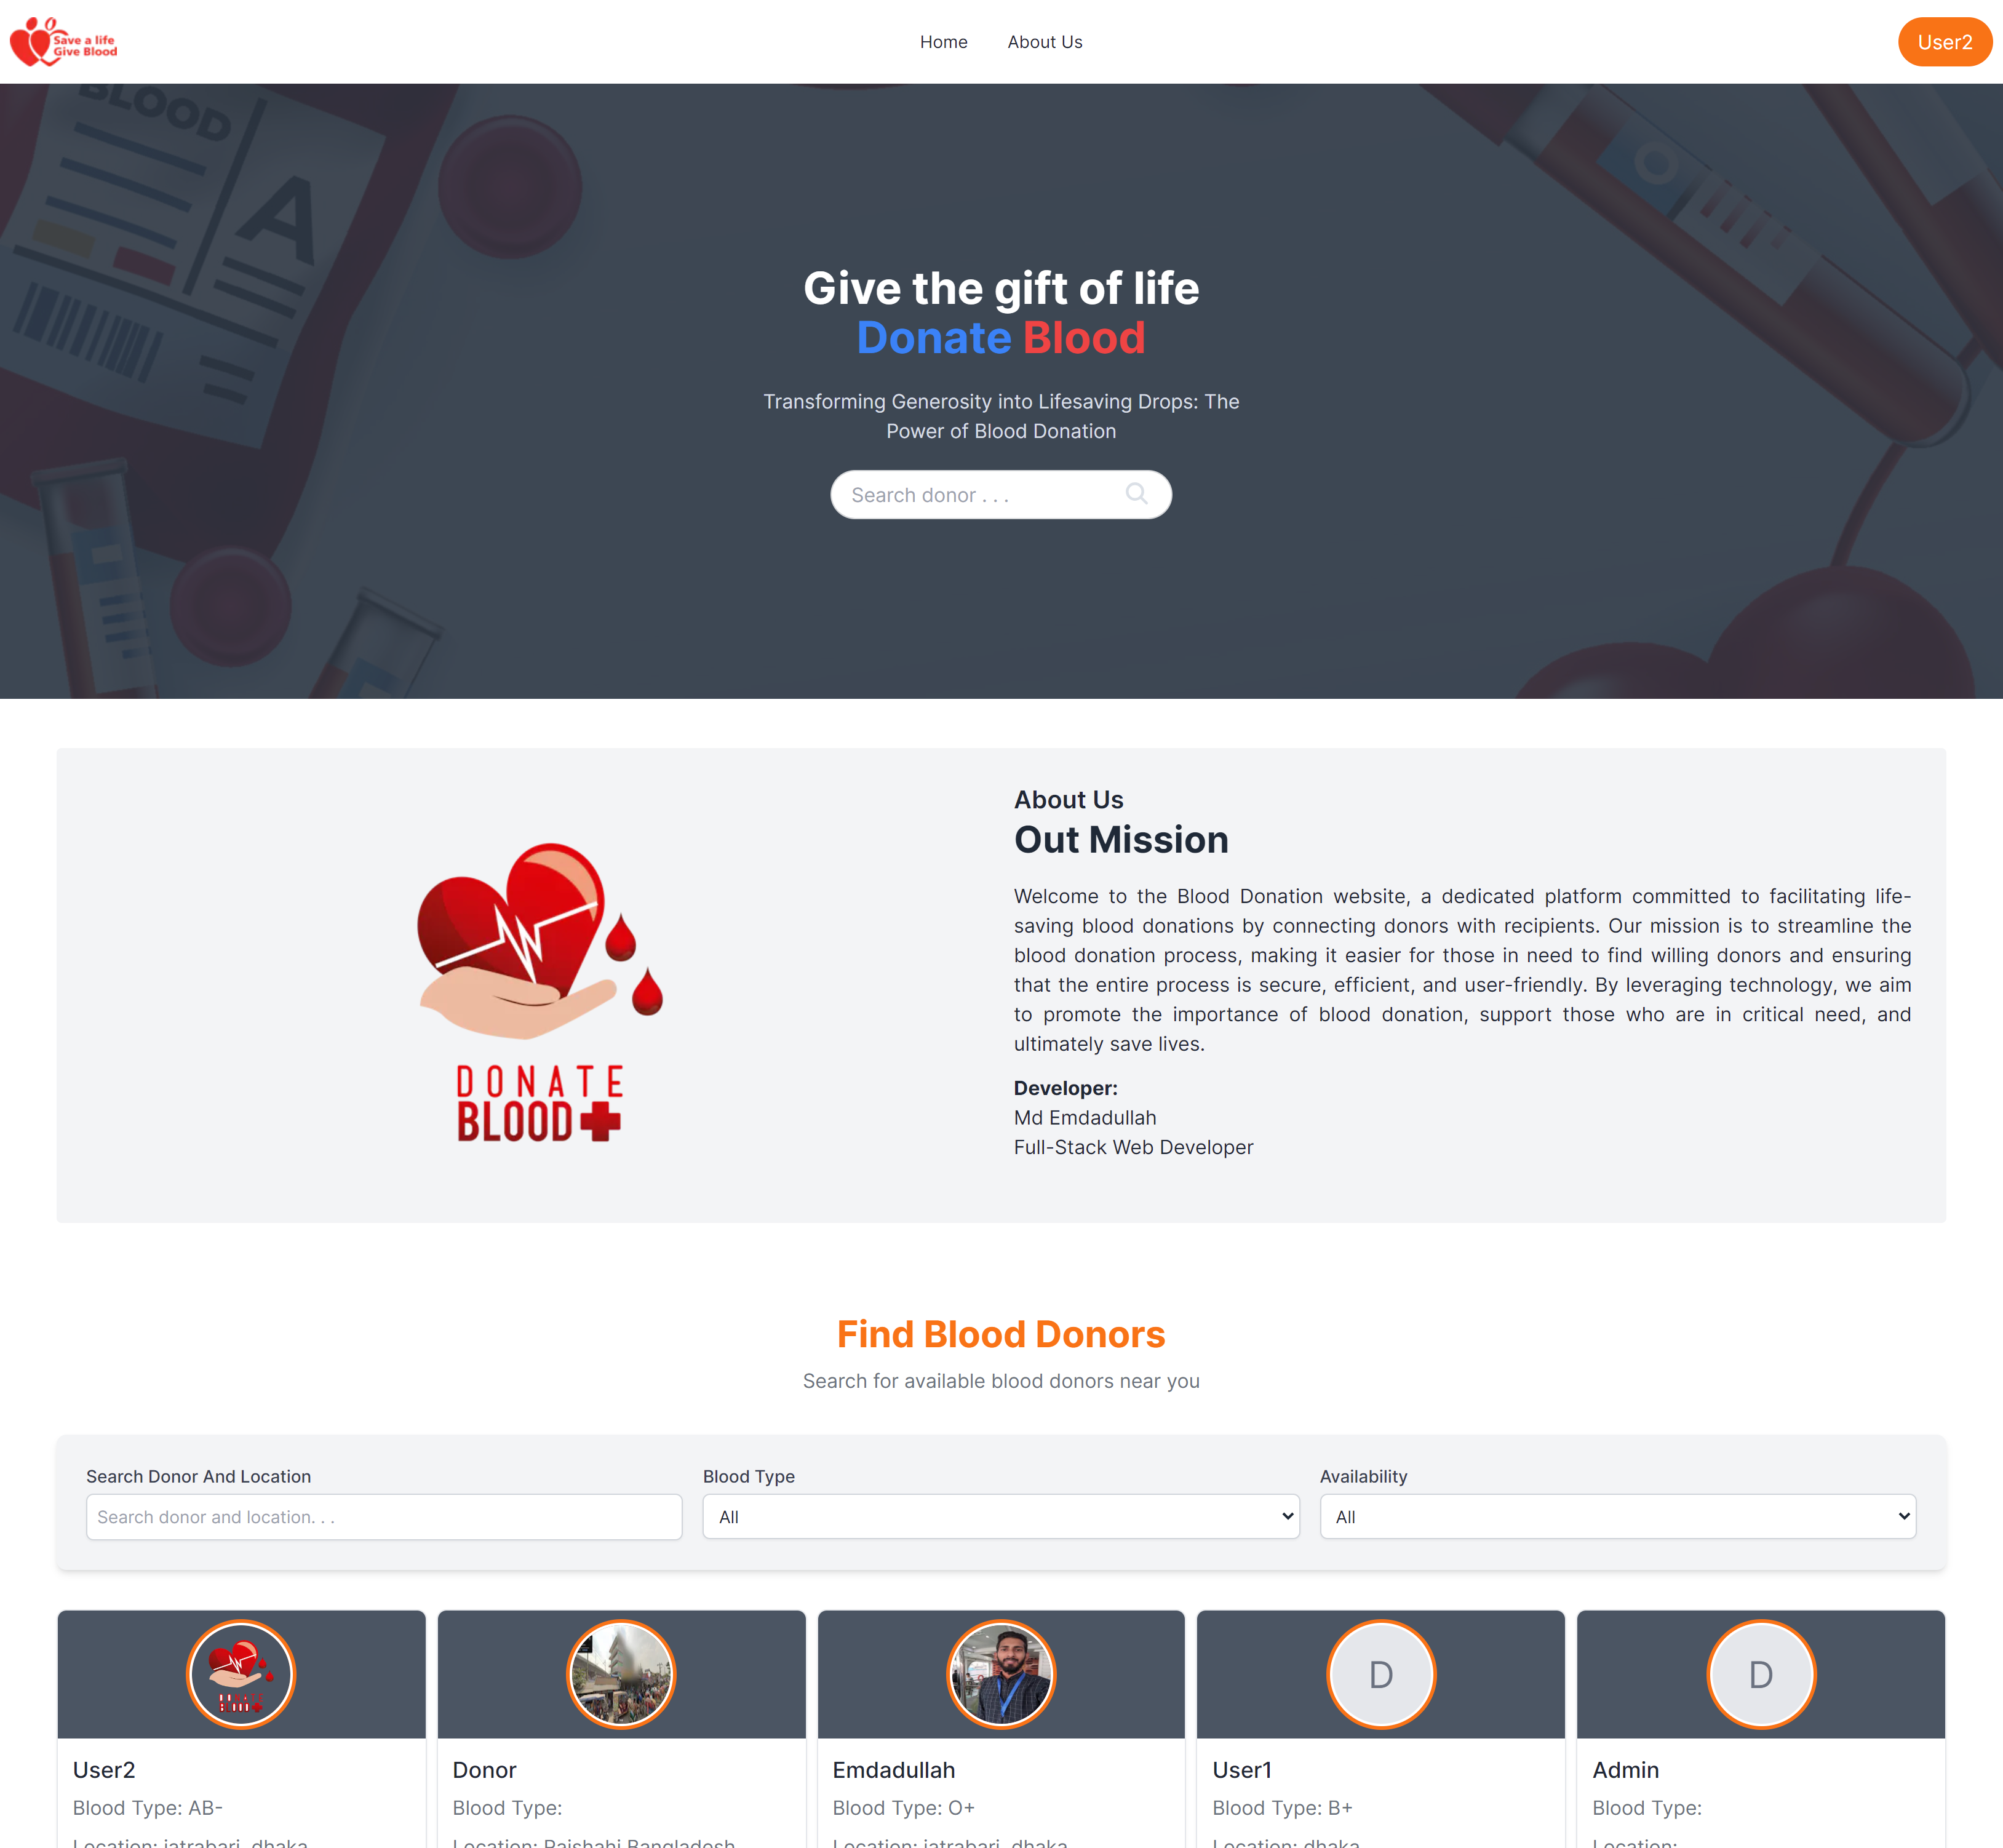 Save a life
Give Blood
Home
About Us
User2
BLOOD
A
O
Give the gift of life
Donate Blood
Transforming Generosity into Lifesaving Drops: The
Power of Blood Donation
Search donor . . .
About Us
Out Mission
Welcome to the Blood Donation website, a dedicated platform committed to facilitating life-
saving blood donations by connecting donors with recipients. Our mission is to streamline the
blood donation process, making it easier for those in need to find willing donors and ensuring
that the entire process is secure, efficient, and user-friendly. By leveraging technology, we aim
to promote the importance of blood donation, support those who are in critical need, and
ultimately save lives.
Developer:
Md Emdadullah
Full-Stack Web Developer
DONATE
BLOOD
Find Blood Donors
Search for available blood donors near you
Search Donor And Location
Search donor and location. . .
Blood Type
All
Availability
All
D
D
User2
Blood Type: AB-
Location: jatrabari, dhaka
Donor
Blood Type:
Location: Rajshahi,Bangladesh
Emdadullah
Blood Type: O+
Location: jatrabari, dhaka
User1
Blood Type: B+
Location: dhaka
Admin
Blood Type:
Location: